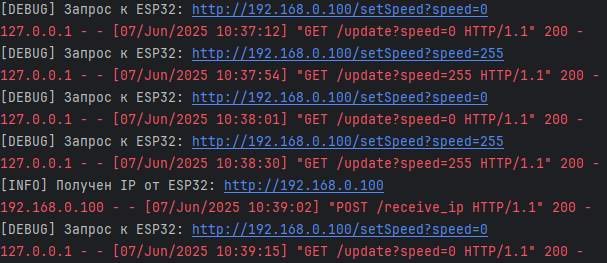 [DEBUG] Запрос к ESP32: http://192.168.0.100/setSpeed?speed=0
127.0.0.1 - - [07/Jun/2025 10:37:12] "GET /update?speed=0 HTTP/1.1" 200 -
[DEBUG] Запрос к ESP32: http://192.168.0.100/setSpeed?speed=255
127.0.0.1 - - [07/Jun/2025 10:37:54] "GET /update?speed=255 HTTP/1.1" 200 -
[DEBUG] Запрос к ESP32: http://192.168.0.100/setSpeed?speed=0
127.0.0.1 - - [07/Jun/2025 10:38:01] "GET /update?speed=0 HTTP/1.1" 200 -
[DEBUG] Запрос к ESP32: http://192.168.0.100/setSpeed?speed=255
127.0.0.1 - - [07/Jun/2025 10:38:30] "GET /update?speed=255 HTTP/1.1" 200 -
[INFO] Получен IP от ESP32: http://192.168.0.100
192.168.0.100 - - [07/Jun/2025 10:39:02] "POST /receive_ip HTTP/1.1" 200 -
[DEBUG] Запрос к ESP32: http://192.168.0.100/setSpeed?speed=0
127.0.0.1 - - [07/Jun/2025 10:39:15] "GET /update?speed=0 HTTP/1.1" 200 -